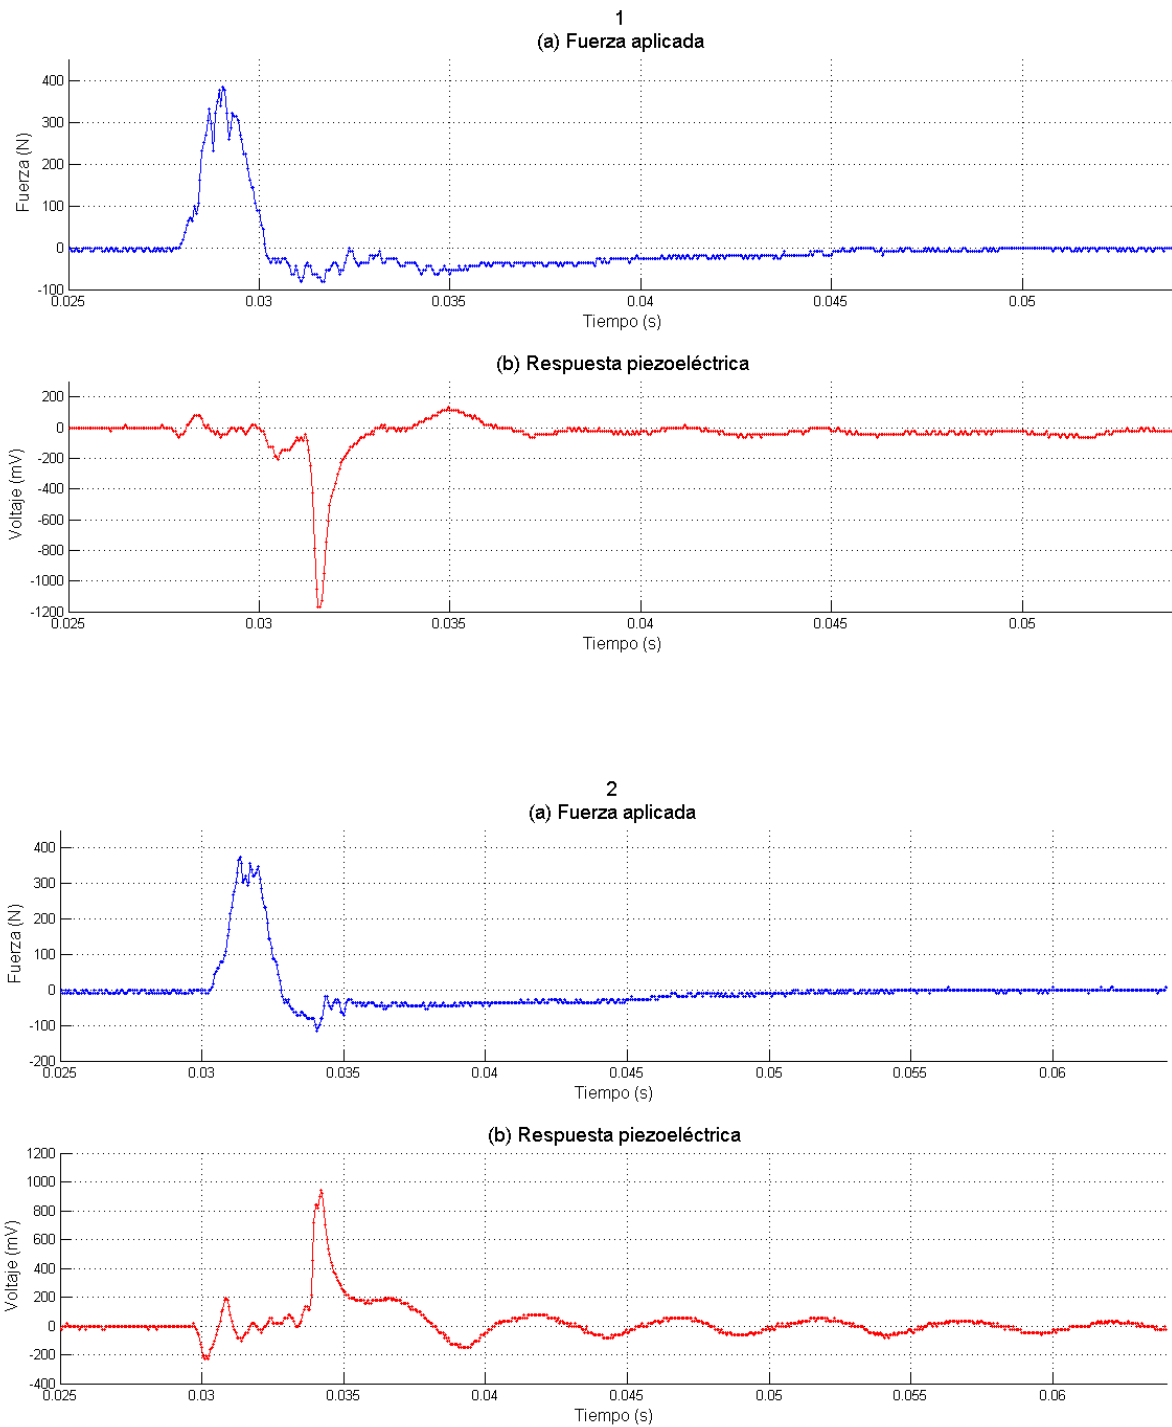 1
(a) Fuerza aplicada
400
300
200
100
0
-100
Fuerza (N)
0.025 0.03 0.035 0.04 0.045 0.05
Tiempo (s)
(b) Respuesta piezoeléctrica
200
0
-200
-400
-600
-800
-1000
-1200
Voltaje (mV)
0.025 0.03 0.035 0.04 0.045 0.05
Tiempo (s)
2
(a) Fuerza aplicada
400
300
200
100
0
-100
-200
Fuerza (N)
0.025 0.03 0.035 0.04 0.045 0.05 0.055 0.06
Tiempo (s)
(b) Respuesta piezoeléctrica
1200
1000
800
600
400
200
0
-200
-400
Voltaje (mV)
0.025 0.03 0.035 0.04 0.045 0.05 0.055 0.06
Tiempo (s)